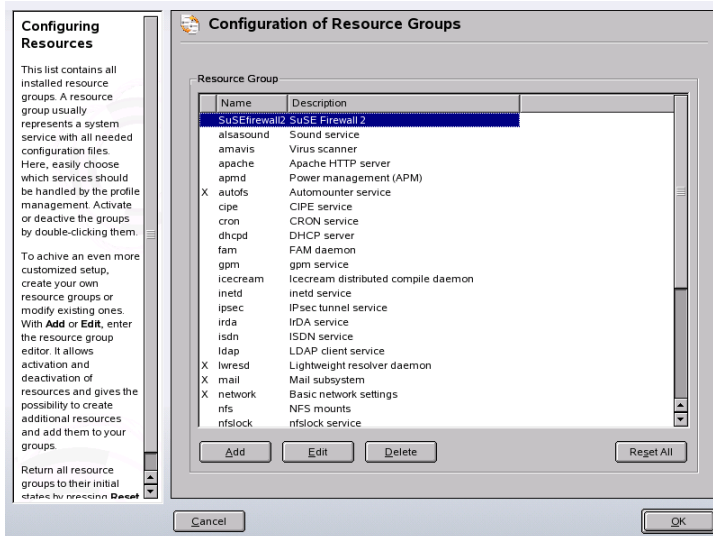 Configuring
Resources
This list contains all
installed resource
groups. A resource
group usually
represents a system
service with all needed
configuration files.
Here, easily choose
which services should
be handled by the profile
management. Activate
or deactive the groups
by double-clicking them.
To achive an even more
customized setup,
create your own
resource groups or
modify existing ones.
With Add or Edit, enter
the resource group
editor. It allows
activation and
deactivation of
resources and gives the
possibility to create
additional resources
and add them to your
groups.
Return all resource
groups to their initial
states by pressing Reset
Configuration of Resource Groups
Resource Group
Name Description
SuSEfirewall2 SuSE Firewall 2
alsasound Sound service
amavis Virus scanner
apache Apache HTTP server
apmd Power management (APM)
X autofs Automounter service
cipe CIPE service
cron CRON service
dhcpd DHCP server
fam FAM daemon
gpm gpm service
icecream Icecream distributed compile daemon
inetd inetd service
ipsec IPsec tunnel service
irda IrDA service
isdn ISDN service
ldap LDAP client service
X lwresd Lightweight resolver daemon
X mail Mail subsystem
X network Basic network settings
nfs NFS mounts
nfslock nfslock service
Add Edit Delete Reset All
Cancel OK